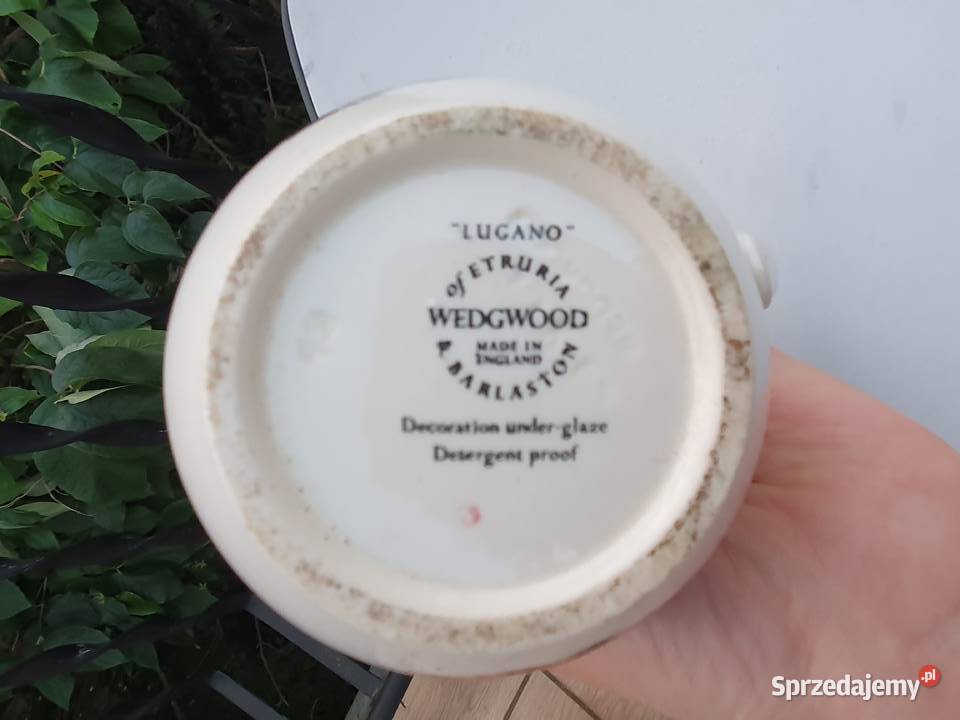 "LUGANO"
of ETRURIA
WEDGWOOD
MADE IN
ENGLAND
& BARLASTON
Decoration under-glaze
Detergent proof
Sprzedajemy.pl